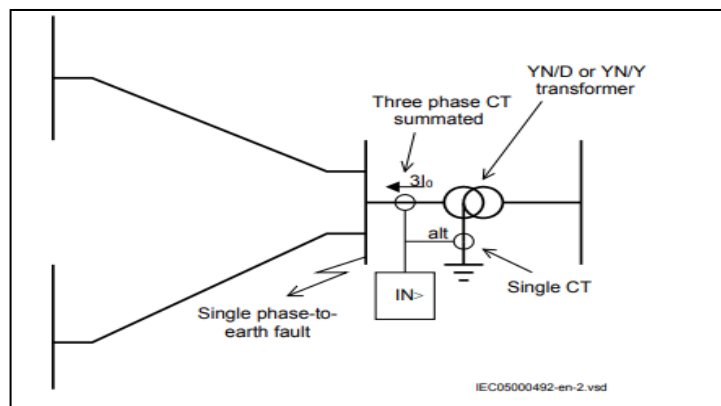 YN/D or YN/Y
transformer
Three phase CT
summated
3I₀
alt
IN>
Single CT
Single phase-to-
earth fault
IEC05000492-en-2.vsd